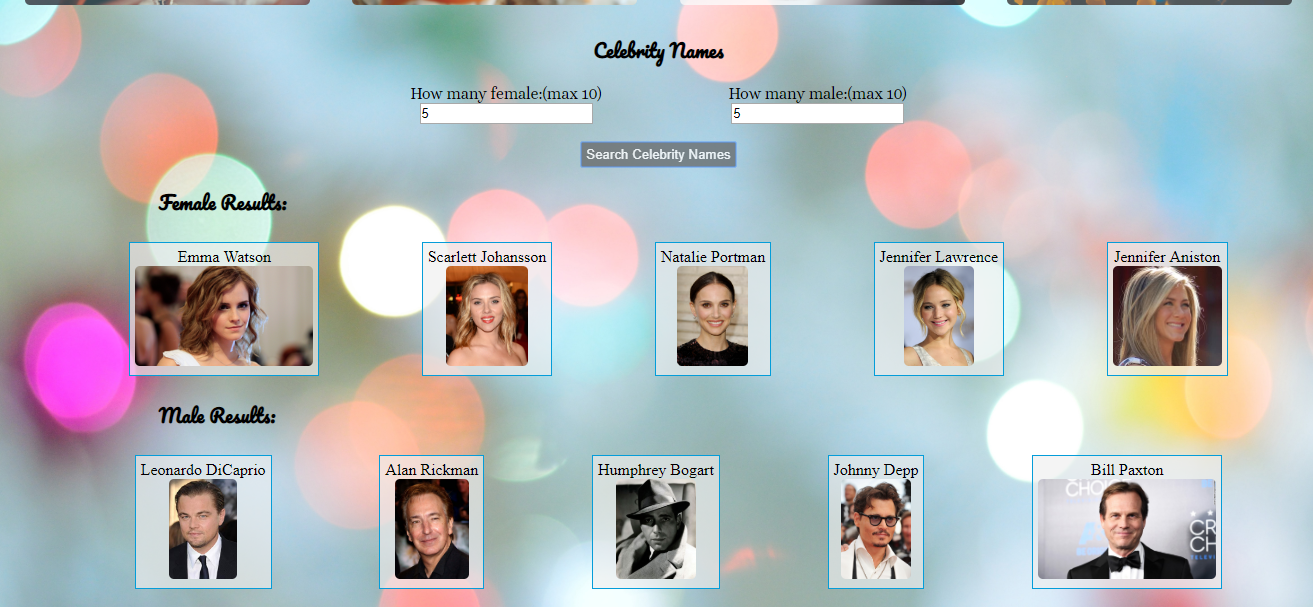 Celebrity Names
How many female:(max 10) How many male:(max 10)
5 5
Search Celebrity Names
Female Results:
Emma Watson Scarlett Johansson Natalie Portman Jennifer Lawrence Jennifer Aniston
Male Results:
Leonardo DiCaprio Alan Rickman Humphrey Bogart Johnny Depp Bill Paxton